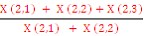 X (2,1) + X (2,2) + X (2,3)
X (2,1) + X (2,2)